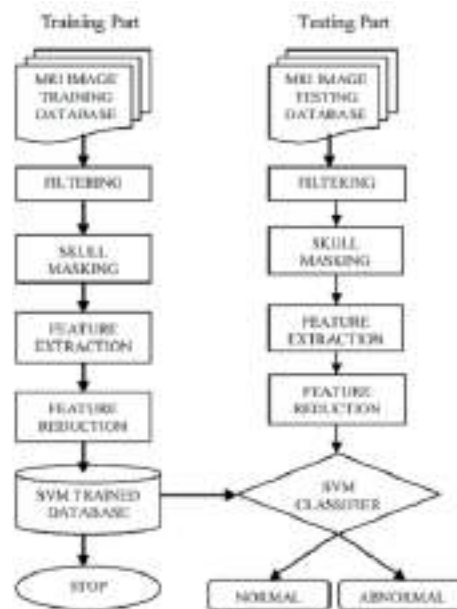 Training Part
MRI IMAGE
TRAINING
DATABASE
FILTERING
SKULL
MASKING
FEATURE
EXTRACTION
FEATURE
REDUCTION
SVM TRAINED
DATABASE
STOP
Testing Part
MRI IMAGE
TESTING
DATABASE
FILTERING
SKULL
MASKING
FEATURE
EXTRACTION
FEATURE
REDUCTION
SVM
CLASSIFIER
NORMAL
ABNORMAL